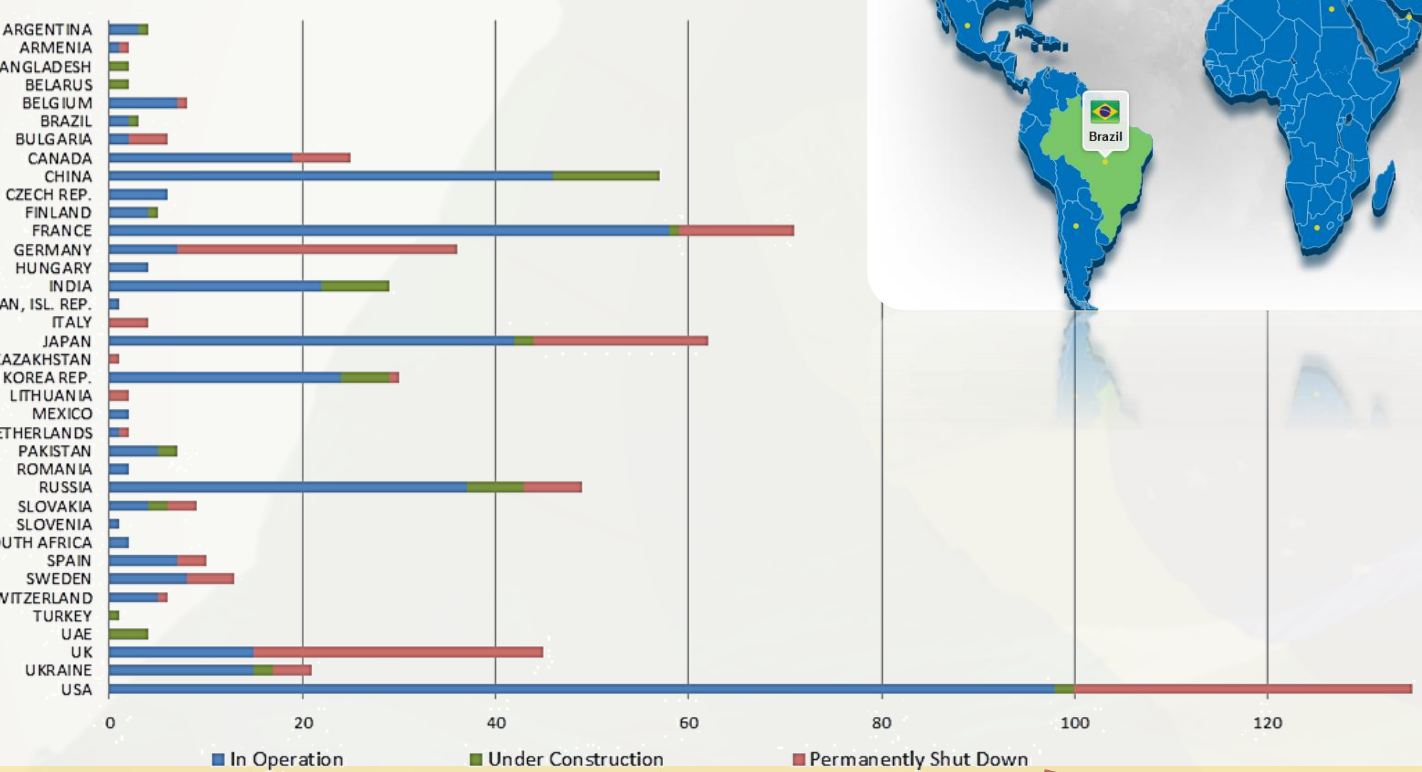 ARGENTINA
ARMENIA
ANGLADESH
BELARUS
BELGIUM
BRAZIL
BULGARIA
CANADA
CHINA
CZECH REP.
FINLAND
FRANCE
GERMANY
HUNGARY
INDIA
AN, ISL. REP.
ITALY
JAPAN
AZAKHSTAN
KOREA REP.
LITHUANIA
MEXICO
ETHERLANDS
PAKISTAN
ROMANIA
RUSSIA
SLOVAKIA
SLOVENIA
OUTH AFRICA
SPAIN
SWEDEN
WITZERLAND
TURKEY
UAE
UK
UKRAINE
USA
0 20 40 60 80 100 120
In Operation Under Construction Permanently Shut Down
Brazil